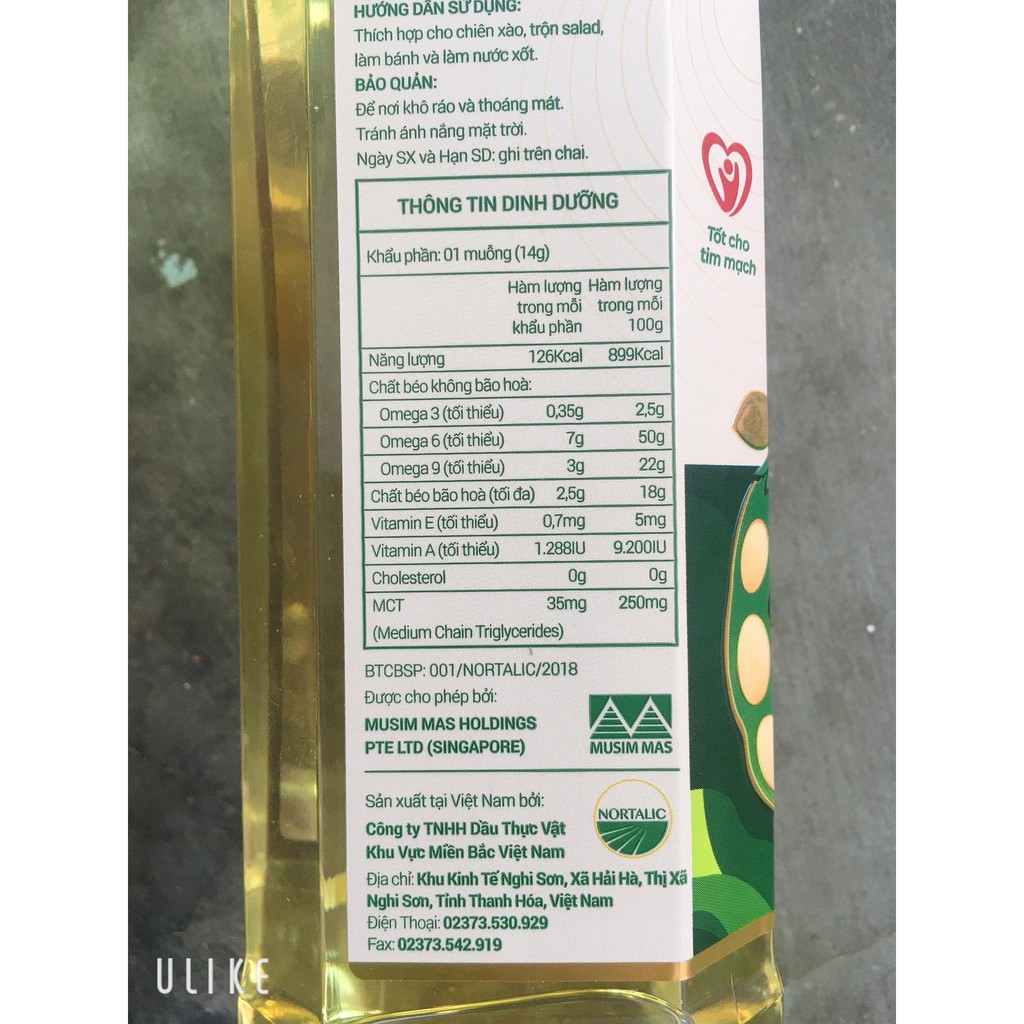 HƯỚNG DẪN SỬ DỤNG:
Thích hợp cho chiên xào, trộn salad,
làm bánh và làm nước xốt.
BẢO QUẢN:
Để nơi khô ráo và thoáng mát.
Tránh ánh nắng mặt trời.
Ngày SX và Hạn SD: ghi trên chai.
THÔNG TIN DINH DƯỠNG
Khẩu phần: 01 muỗng (14g)
Hàm lượng trong mỗi khẩu phần
Hàm lượng trong mỗi 100g
Năng lượng 126Kcal 899Kcal
Chất béo không bão hoà:
Omega 3 (tối thiểu) 0,35g 2,5g
Omega 6 (tối thiểu) 7g 50g
Omega 9 (tối thiểu) 3g 22g
Chất béo bão hoà (tối đa) 2,5g 18g
Vitamin E (tối thiểu) 0,7mg 5mg
Vitamin A (tối thiểu) 1.288IU 9.200IU
Cholesterol 0g 0g
MCT 35mg 250mg
(Medium Chain Triglycerides)
BTCBSP: 001/NORTALIC/2018
Được cho phép bởi:
MUSIM MAS HOLDINGS
PTE LTD (SINGAPORE)
MUSIM MAS
Sản xuất tại Việt Nam bởi:
Công ty TNHH Dầu Thực Vật
Khu Vực Miền Bắc Việt Nam
NORTALIC
Địa chỉ: Khu Kinh Tế Nghi Sơn, Xã Hải Hà, Thị Xã
Nghi Sơn, Tỉnh Thanh Hóa, Việt Nam
Điện Thoại: 02373.530.929
Fax: 02373.542.919
Tốt cho
tim mạch
ULIKE